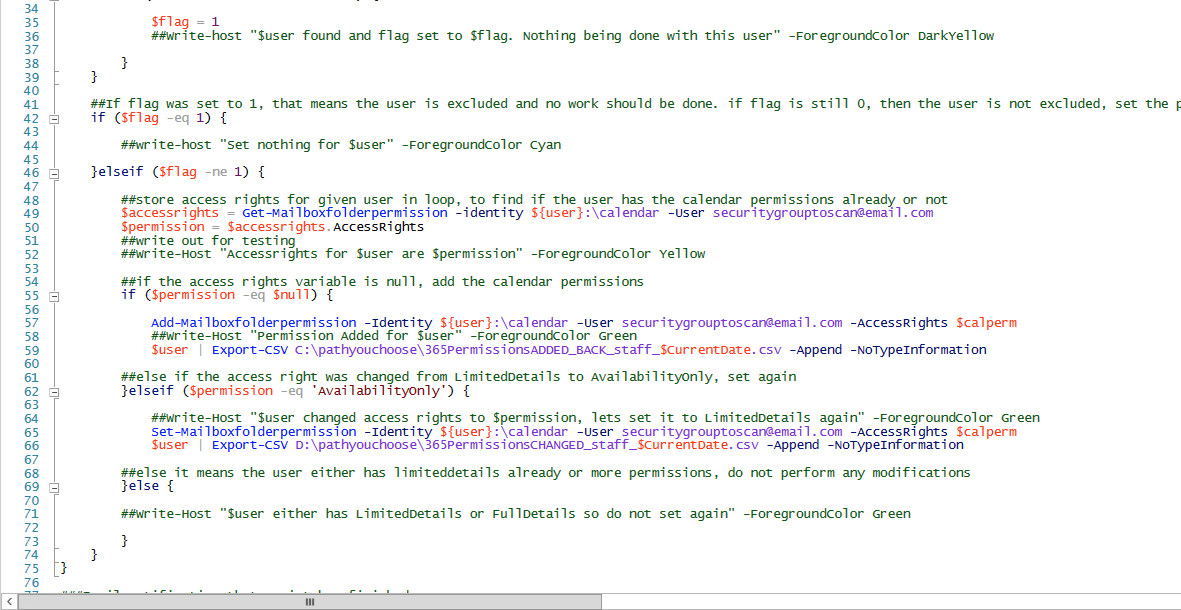 34
35 $flag = 1
36 ##Write-host "$user found and flag set to $flag. Nothing being done with this user" -ForegroundColor DarkYellow
37
38 }
39 }
40
41 ##If flag was set to 1, that means the user is excluded and no work should be done. if flag is still 0, then the user is not excluded, set the p
42 if ($flag -eq 1) {
43
44 ##write-host "Set nothing for $user" -ForegroundColor Cyan
45
46 }elseif ($flag -ne 1) {
47
48 ##store access rights for given user in loop, to find if the user has the calendar permissions already or not
49 $accessrights = Get-Mailboxfolderpermission -identity ${user}:\calendar -User securitygrouptoscan@email.com
50 $permission = $accessrights.AccessRights
51 ##write out for testing
52 ##Write-Host "Accessrights for $user are $permission" -ForegroundColor Yellow
53
54 ##if the access rights variable is null, add the calendar permissions
55 if ($permission -eq $null) {
56
57 Add-Mailboxfolderpermission -Identity ${user}:\calendar -User securitygrouptoscan@email.com -AccessRights $calperm
58 ##Write-Host "Permission Added for $user" -ForegroundColor Green
59 $user | Export-CSV C:\pathyouchoose\365PermissionsADDED_BACK_staff_$CurrentDate.csv -Append -NoTypeInformation
60
61 ##else if the access right was changed from LimitedDetails to AvailabilityOnly, set again
62 }elseif ($permission -eq 'AvailabilityOnly') {
63
64 ##Write-Host "$user changed access rights to $permission, lets set it to LimitedDetails again" -ForegroundColor Green
65 Set-Mailboxfolderpermission -Identity ${user}:\calendar -User securitygrouptoscan@email.com -AccessRights $calperm
66 $user | Export-CSV D:\pathyouchoose\365PermissionsCHANGED_staff_$CurrentDate.csv -Append -NoTypeInformation
67
68 ##else it means the user either has limiteddetails already or more permissions, do not perform any modifications
69 }else {
70
71 ##Write-Host "$user either has LimitedDetails or FullDetails so do not set again" -ForegroundColor Green
72
73 }
74 }
75 }
76